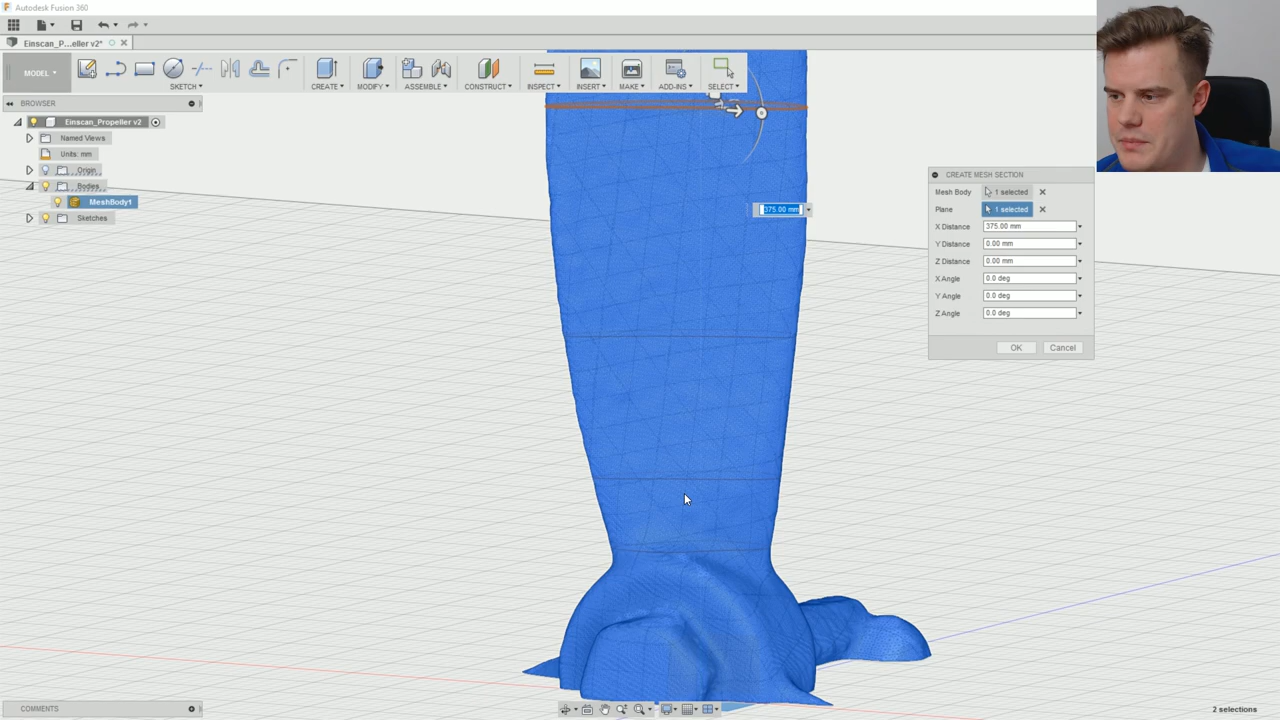 Autodesk Fusion 360
Einscan_P...eller v2*
MODEL
SKETCH
CREATE
MODIFY
ASSEMBLE
CONSTRUCT
INSPECT
INSERT
MAKE
ADD-INS
SELECT
BROWSER
Einscan_Propeller v2
Named Views
Units: mm
Origin
Bodies
MeshBody1
Sketches
375.00 mm
CREATE MESH SECTION
Mesh Body 1 selected
Plane 1 selected
X Distance 375.00 mm
Y Distance 0.00 mm
Z Distance 0.00 mm
X Angle 0.0 deg
Y Angle 0.0 deg
Z Angle 0.0 deg
OK Cancel
COMMENTS
2 selections